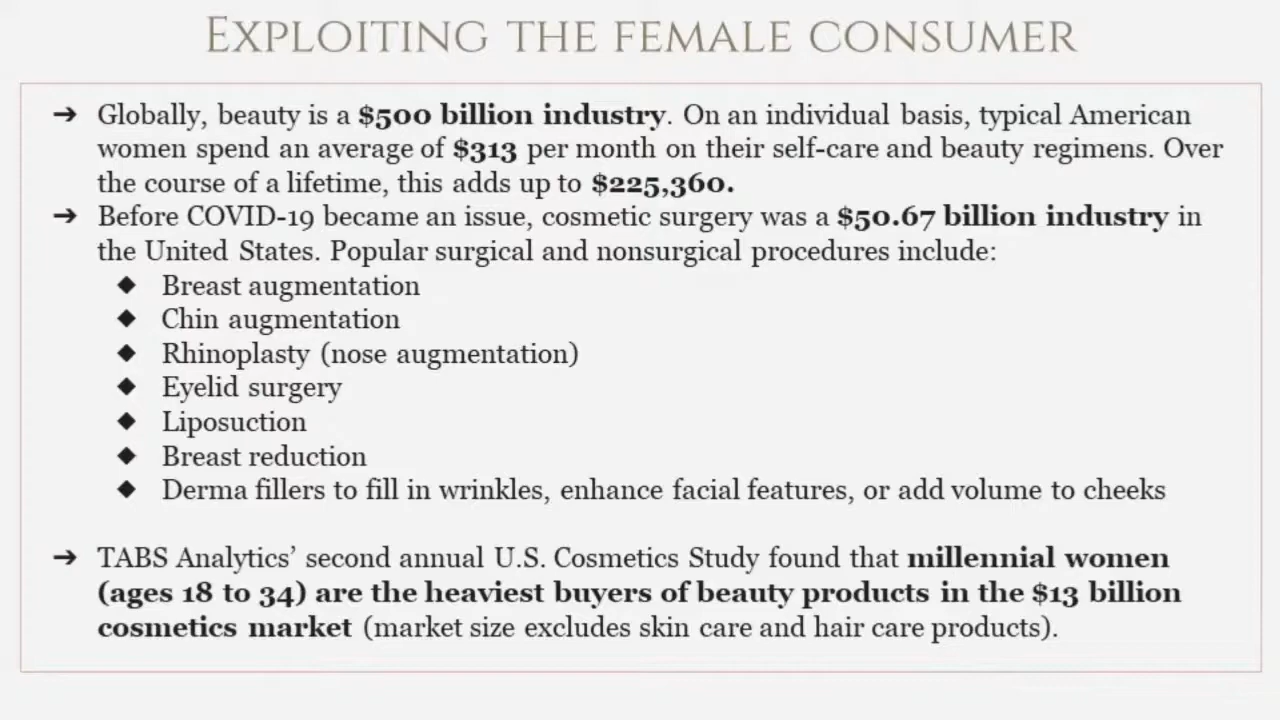 EXPLOITING THE FEMALE CONSUMER
➔ Globally, beauty is a $500 billion industry. On an individual basis, typical American
women spend an average of $313 per month on their self-care and beauty regimens. Over
the course of a lifetime, this adds up to $225,360.
➔ Before COVID-19 became an issue, cosmetic surgery was a $50.67 billion industry in
the United States. Popular surgical and nonsurgical procedures include:
◆ Breast augmentation
◆ Chin augmentation
◆ Rhinoplasty (nose augmentation)
◆ Eyelid surgery
◆ Liposuction
◆ Breast reduction
◆ Derma fillers to fill in wrinkles, enhance facial features, or add volume to cheeks
➔ TABS Analytics’ second annual U.S. Cosmetics Study found that millennial women
(ages 18 to 34) are the heaviest buyers of beauty products in the $13 billion
cosmetics market (market size excludes skin care and hair care products).